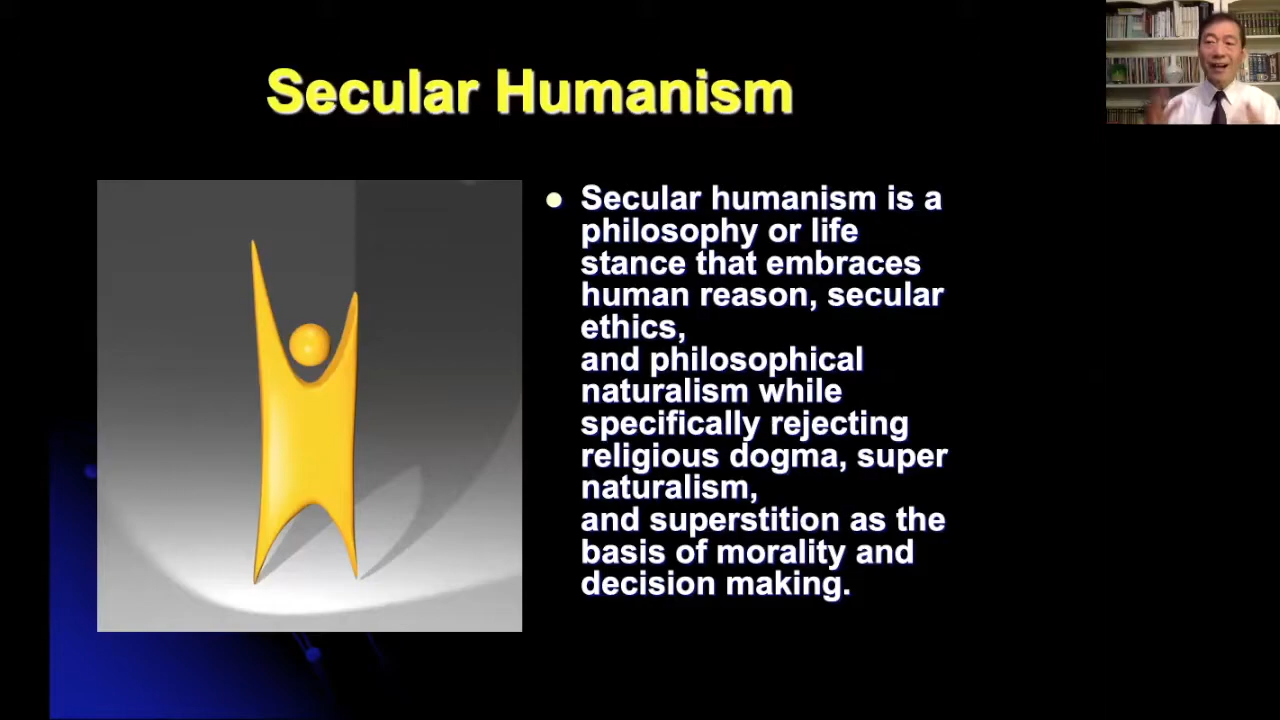 Secular Humanism
Secular humanism is a
philosophy or life
stance that embraces
human reason, secular
ethics,
and philosophical
naturalism while
specifically rejecting
religious dogma, super
naturalism,
and superstition as the
basis of morality and
decision making.